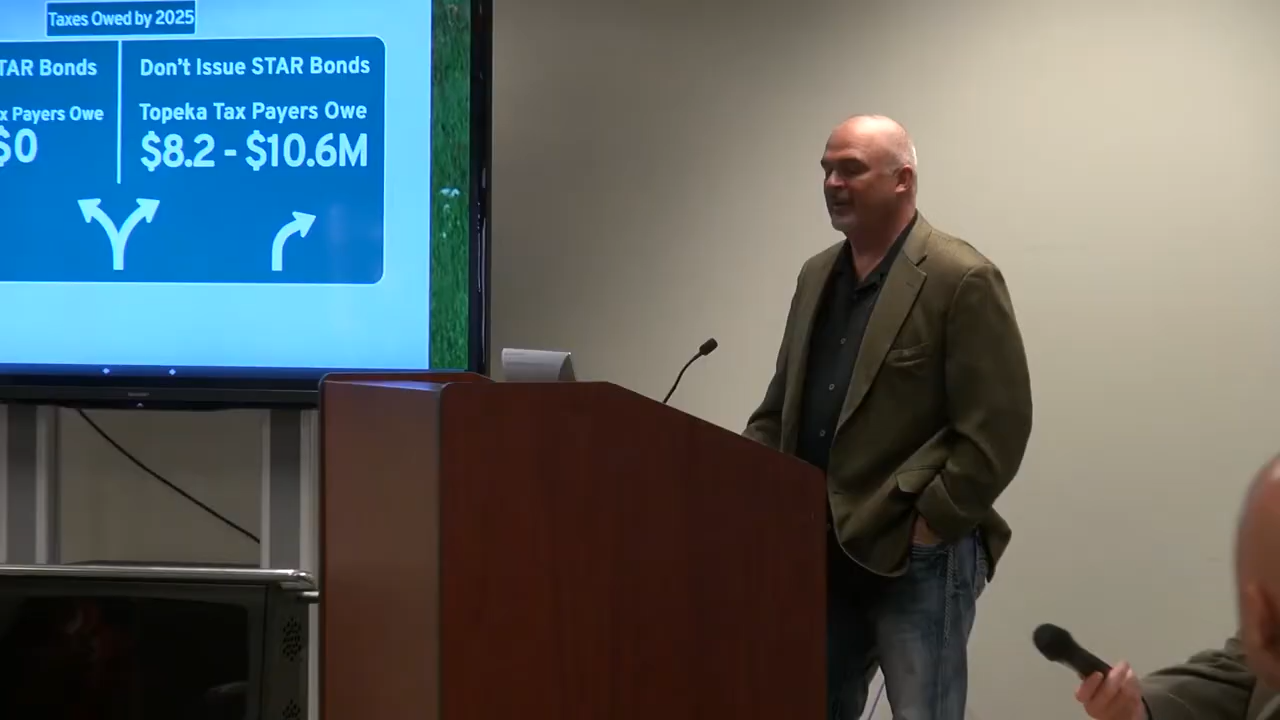 Taxes Owed by 2025
TAR Bonds
x Payers Owe
$0
Don't Issue STAR Bonds
Topeka Tax Payers Owe
$8.2 - $10.6M